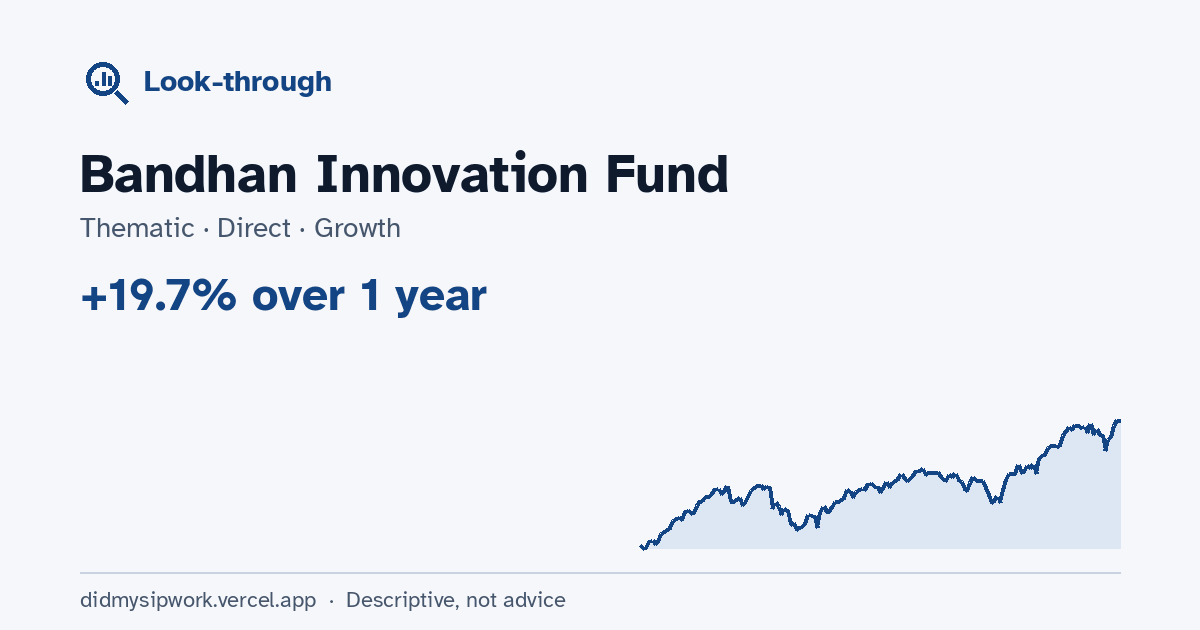 Look-through
Bandhan Innovation Fund
Thematic · Direct · Growth
+19.7% over 1 year
didmysipwork.vercel.app · Descriptive, not advice